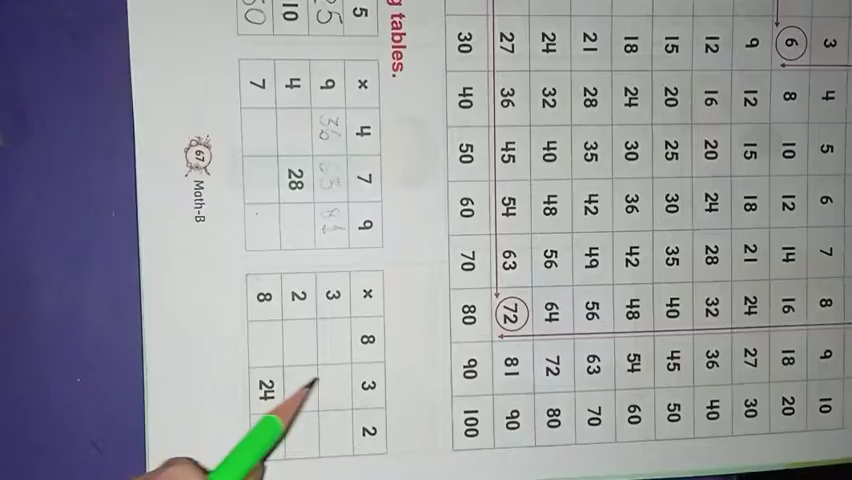 3 4 5 6 7 8 9 10
6 8 10 12 14 16 18 20
9 12 15 18 21 24 27 30
12 16 20 24 28 32 36 40
15 20 25 30 35 40 45 50
18 24 30 36 42 48 54 60
21 28 35 42 49 56 63 70
24 32 40 48 56 64 72 80
27 36 45 54 63 72 81 90
30 40 50 60 70 80 90 100
g tables.
5 × 4 7 9 × 8 3 2
25 9 36 63 81 3
10 4 28 2
50 7 8 24
67 Math-B